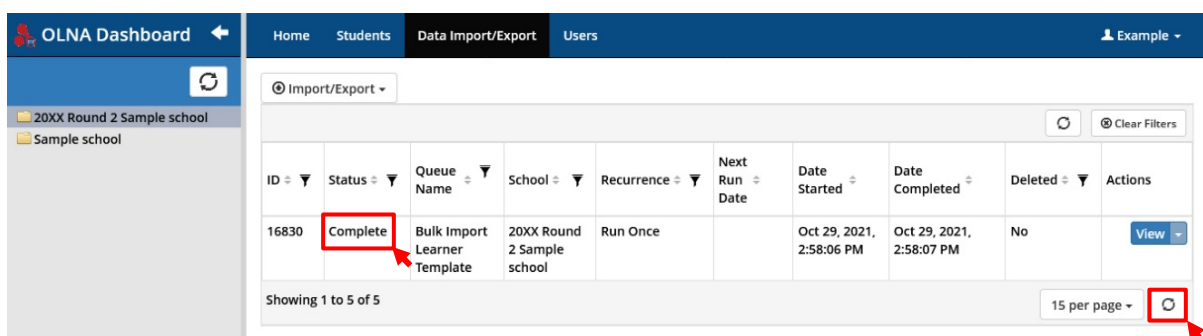 OLNA Dashboard
Home Students Data Import/Export Users Example
Import/Export
20XX Round 2 Sample school
Sample school
Clear Filters
ID Status Queue Name School Recurrence Next Run Date Date Started Date Completed Deleted Actions
16830 Complete Bulk Import Learner Template 20XX Round 2 Sample school Run Once Oct 29, 2021, 2:58:06 PM Oct 29, 2021, 2:58:07 PM No View
Showing 1 to 5 of 5
15 per page